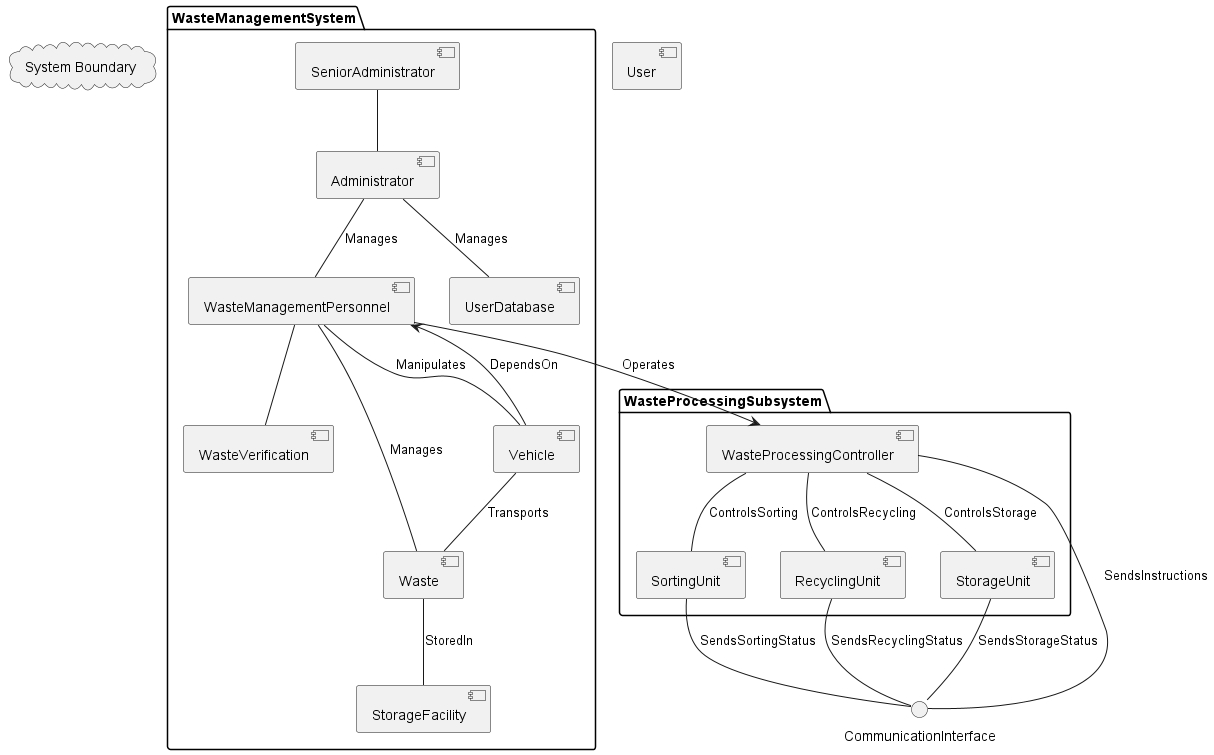 WasteManagementSystem
System Boundary
SeniorAdministrator
User
Administrator
Manages
Manages
WasteManagementPersonnel
UserDatabase
Manipulates
DependsOn
Operates
WasteProcessingSubsystem
WasteVerification
Manages
Vehicle
WasteProcessingController
Transports
ControlsSorting
ControlsRecycling
ControlsStorage
Waste
SortingUnit
RecyclingUnit
StorageUnit
SendsInstructions
StoredIn
SendsSortingStatus
SendsRecyclingStatus
SendsStorageStatus
StorageFacility
CommunicationInterface